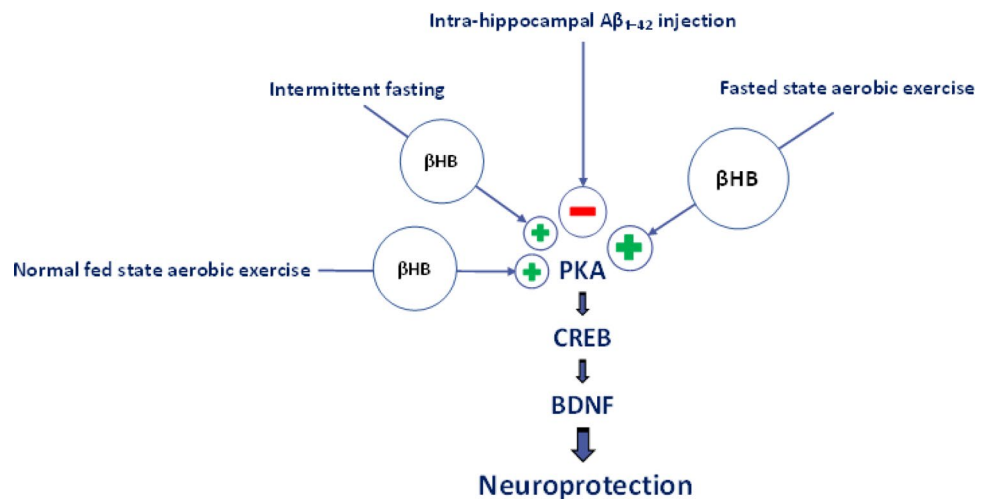 Intra-hippocampal Aβ₁₋₄₂ injection
Intermittent fasting
Fasted state aerobic exercise
βHB
βHB
Normal fed state aerobic exercise
βHB
PKA
CREB
BDNF
Neuroprotection